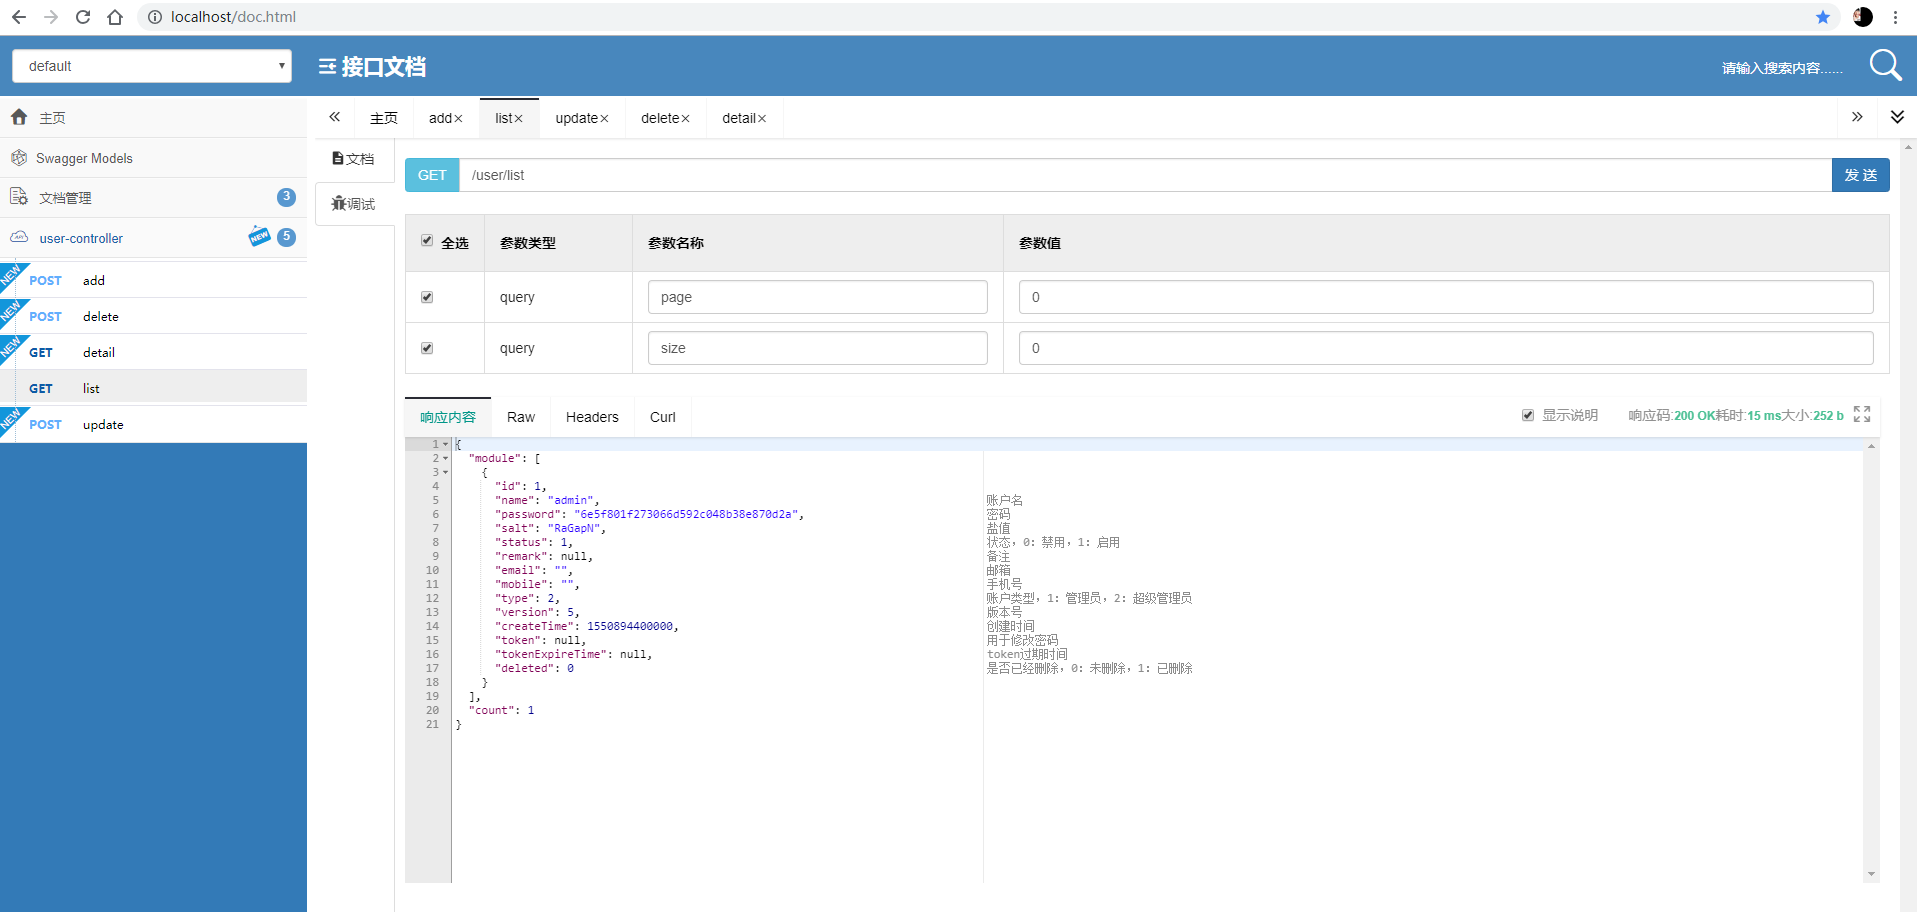 localhost/doc.html
default
接口文档
请输入搜索内容......
主页
Swagger Models
文档管理 3
user-controller NEW 5
NEW POST add
NEW POST delete
NEW GET detail
GET list
NEW POST update
主页 add× list× update× delete× detail×
文档
调试
GET /user/list 发 送
全选 参数类型 参数名称 参数值
query page 0
query size 0
响应内容 Raw Headers Curl 显示说明 响应码:200 OK耗时:15 ms大小:252 b
1 {
2 "module": [
3 {
4 "id": 1,
5 "name": "admin", 账户名
6 "password": "6e5f801f273066d592c048b38e870d2a", 密码
7 "salt": "RaGapN", 盐值
8 "status": 1, 状态，0：禁用，1：启用
9 "remark": null, 备注
10 "email": "", 邮箱
11 "mobile": "", 手机号
12 "type": 2, 账户类型，1：管理员，2：超级管理员
13 "version": 5, 版本号
14 "createTime": 1550894400000, 创建时间
15 "token": null, 用于修改密码
16 "tokenExpireTime": null, token过期时间
17 "deleted": 0 是否已经删除，0：未删除，1：已删除
18 }
19 ],
20 "count": 1
21 }